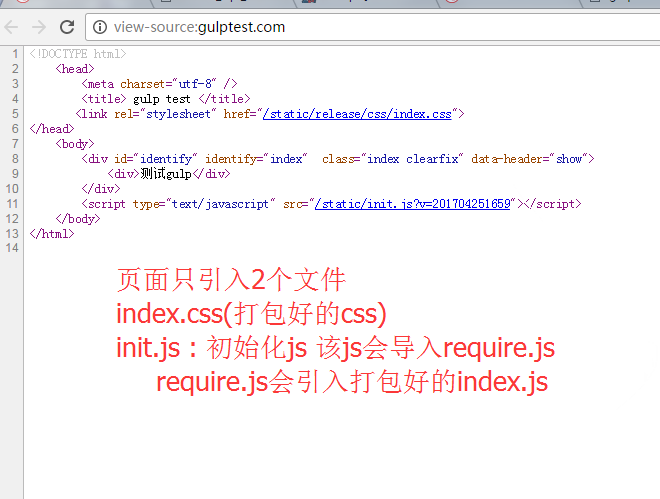 view-source:gulptest.com
1 <!DOCTYPE html>
2 <head>
3 <meta charset="utf-8" />
4 <title> gulp test </title>
5 <link rel="stylesheet" href="/static/release/css/index.css">
6 </head>
7 <body>
8 <div id="identify" identify="index"  class="index clearfix" data-header="show">
9 <div>测试gulp</div>
10 </div>
11 <script type="text/javascript" src="/static/init.js?v=201704251659"></script>
12 </body>
13 </html>
14
页面只引入2个文件
index.css(打包好的css)
init.js : 初始化js 该js会导入require.js
require.js会引入打包好的index.js